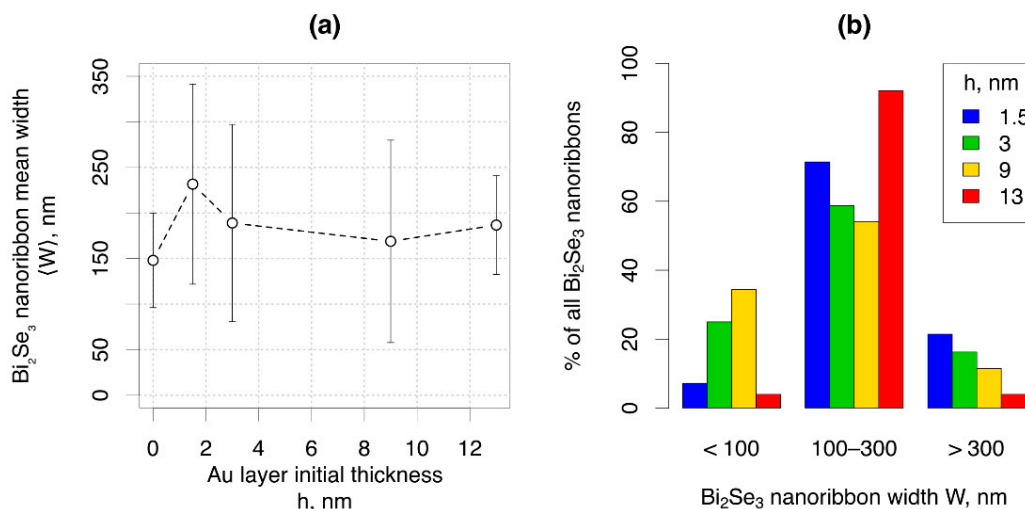 (a)
Bi₂Se₃ nanoribbon mean width
⟨W⟩, nm
350
250
150
50
0
0 2 4 6 8 10 12
Au layer initial thickness
h, nm
(b)
% of all Bi₂Se₃ nanoribbons
100
80
60
40
20
0
h, nm
1.5
3
9
13
< 100 100–300 > 300
Bi₂Se₃ nanoribbon width W, nm